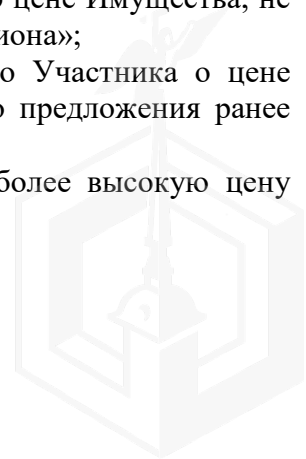 о цене Имущества, не
иона»;
о Участника о цене
о предложения ранее
более высокую цену